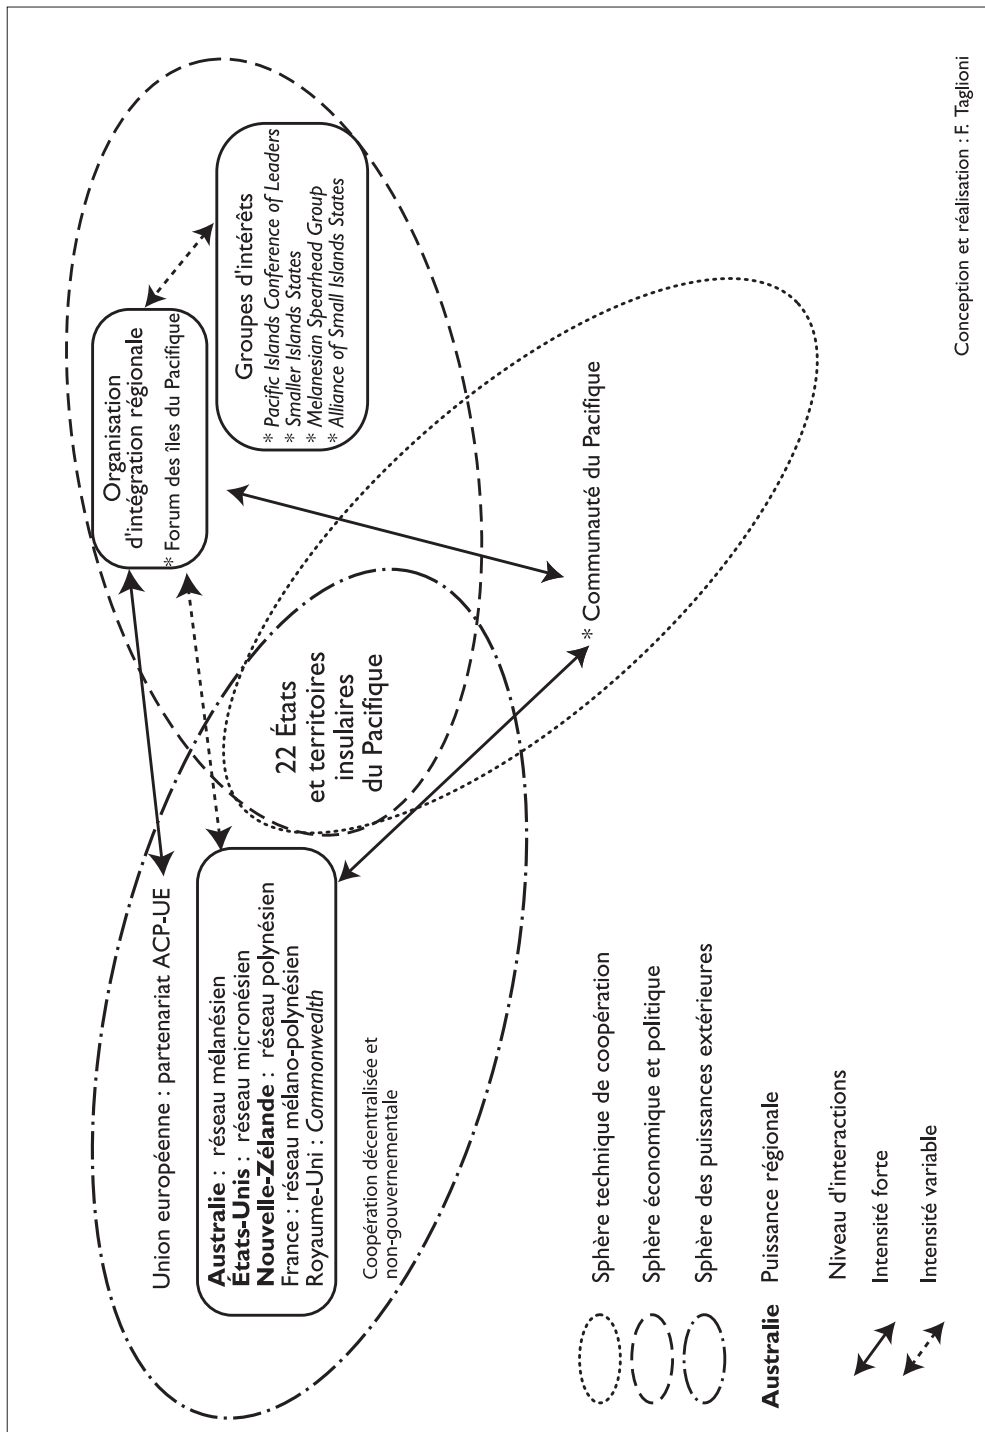 Union européenne : partenariat ACP-UE
Australie : réseau mélanésien
États-Unis : réseau micronésien
Nouvelle-Zélande : réseau polynésien
France : réseau mélano-polynésien
Royaume-Uni : Commonwealth
Coopération décentralisée et
non-gouvernementale
22 États
et territoires
insulaires
du Pacifique
Organisation
d'intégration régionale
* Forum des îles du Pacifique
Groupes d'intérêts
* Pacific Islands Conference of Leaders
* Smaller Islands States
* Melanesian Spearhead Group
* Alliance of Small Islands States
* Communauté du Pacifique
Sphère technique de coopération
Sphère économique et politique
Sphère des puissances extérieures
Australie Puissance régionale
Niveau d'interactions
Intensité forte
Intensité variable
Conception et réalisation : F. Taglioni